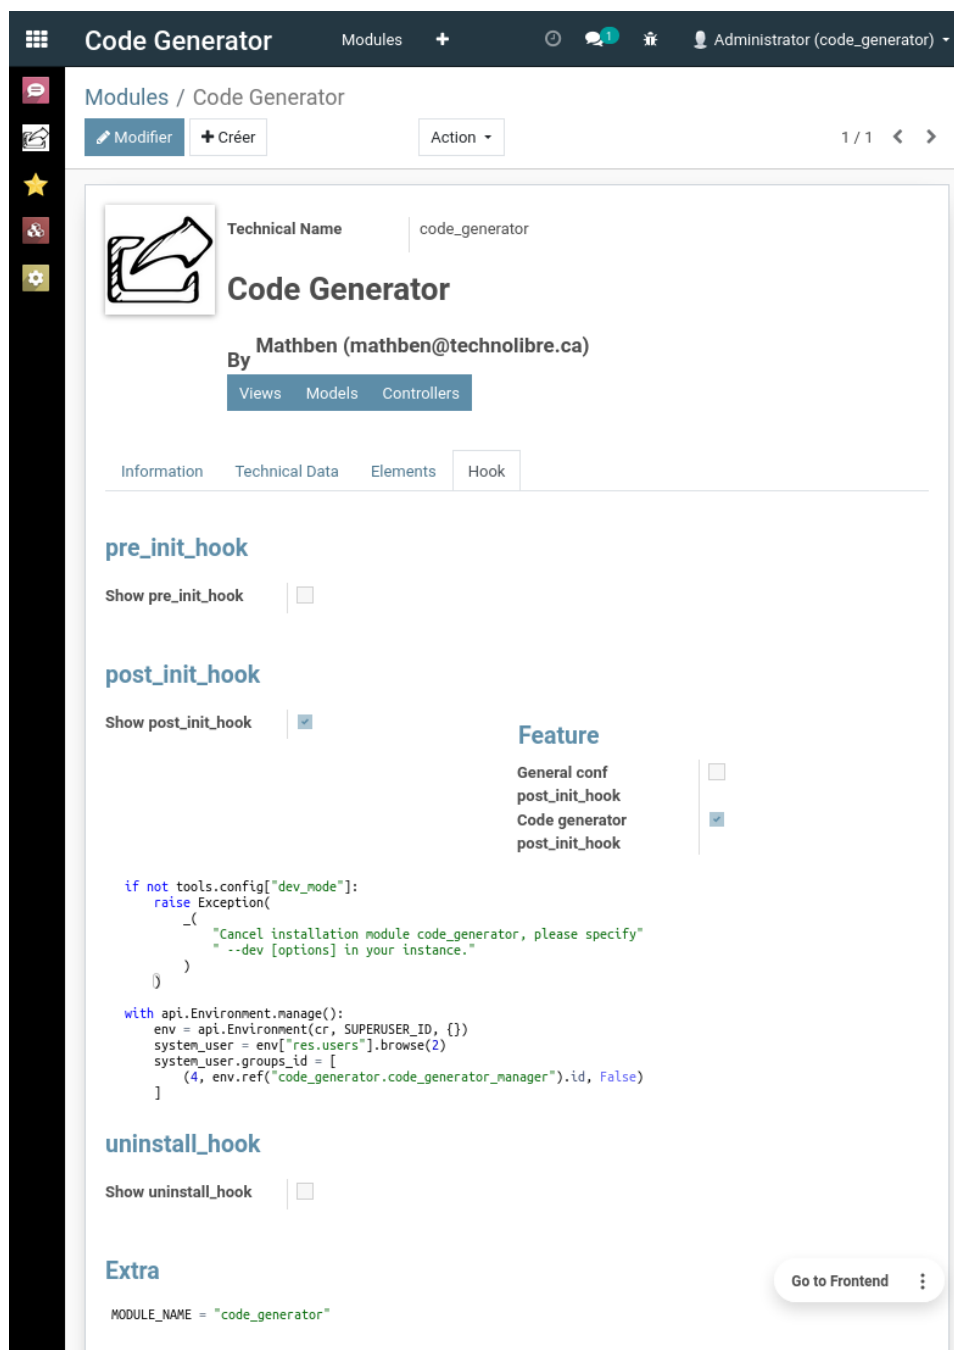 Code Generator Modules + 1 Administrator (code_generator)
Modules / Code Generator
Modifier +Créer Action 1 / 1
Technical Name code_generator
Code Generator
By Mathben (mathben@technolibre.ca)
Views Models Controllers
Information Technical Data Elements Hook
pre_init_hook
Show pre_init_hook
post_init_hook
Show post_init_hook
Feature
General conf
post_init_hook
Code generator
post_init_hook
if not tools.config["dev_mode"]:
    raise Exception(
        _(
            "Cancel installation module code_generator, please specify"
            " --dev [options] in your instance."
        )
    )
with api.Environment.manage():
    env = api.Environment(cr, SUPERUSER_ID, {})
    system_user = env["res.users"].browse(2)
    system_user.groups_id = [
        (4, env.ref("code_generator.code_generator_manager").id, False)
    ]
uninstall_hook
Show uninstall_hook
Extra
Go to Frontend
MODULE_NAME = "code_generator"